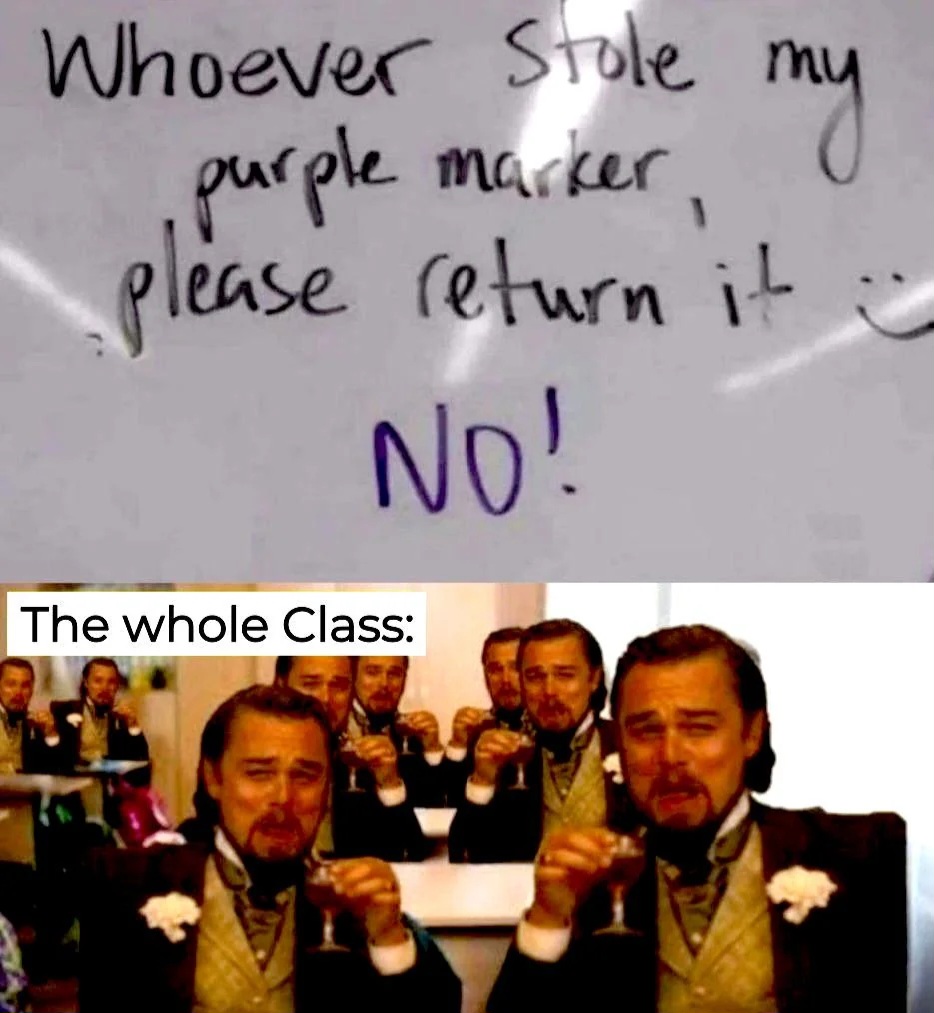 Whoever stole my
purple marker,
please return it :)
NO!
The whole Class: